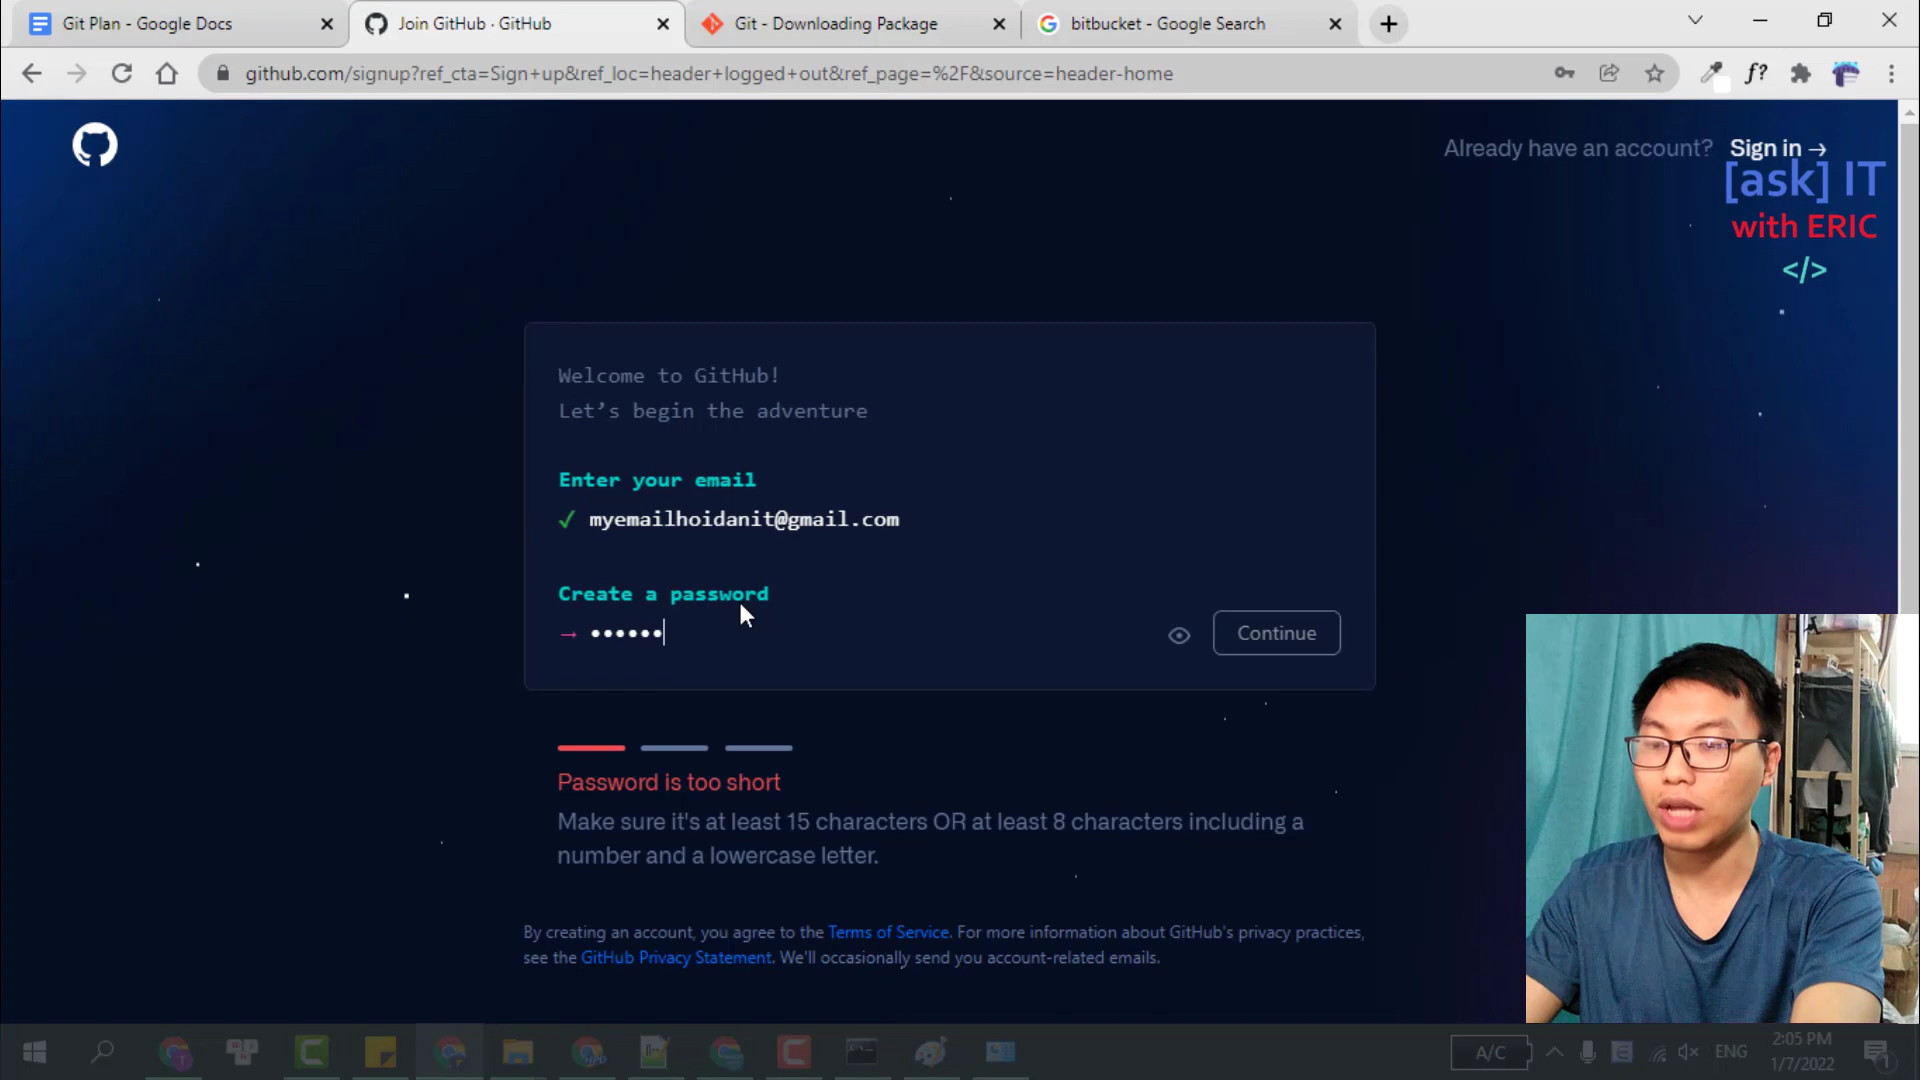 Git Plan - Google Docs
Join GitHub · GitHub
Git - Downloading Package
bitbucket - Google Search
github.com/signup?ref_cta=Sign+up&ref_loc=header+logged+out&ref_page=%2F&source=header-home
f?
Already have an account? Sign in →
[ask] IT
with ERIC
</>
Welcome to GitHub!
Let’s begin the adventure
Enter your email
✓ myemailhoidanit@gmail.com
Create a password
→ ••••••
Continue
Password is too short
Make sure it's at least 15 characters OR at least 8 characters including a
number and a lowercase letter.
By creating an account, you agree to the Terms of Service. For more information about GitHub's privacy practices,
see the GitHub Privacy Statement. We'll occasionally send you account-related emails.
A/C
ENG
2:05 PM
1/7/2022